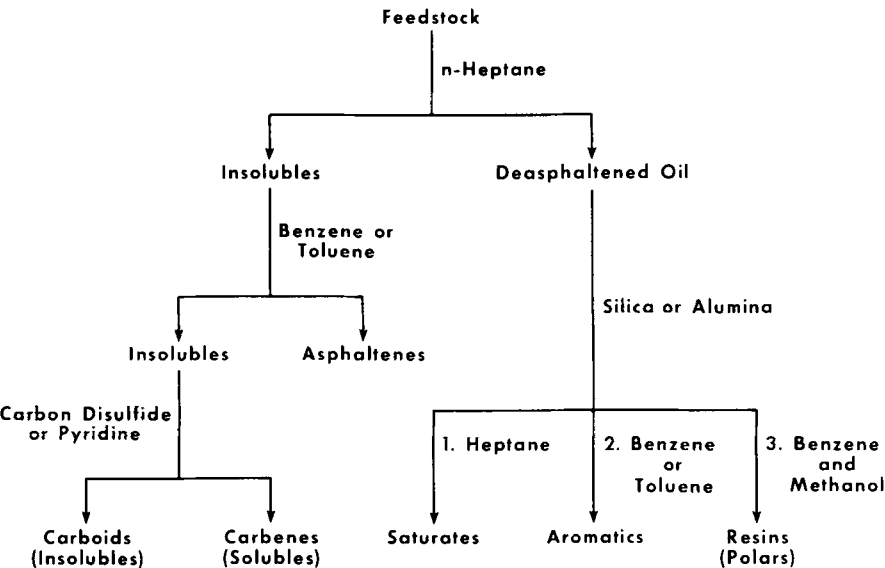 Feedstock
n-Heptane
Insolubles
Deasphaltened Oil
Benzene or
Toluene
Silica or Alumina
Insolubles
Asphaltenes
Carbon Disulfide
or Pyridine
1. Heptane
2. Benzene
or
Toluene
3. Benzene
and
Methanol
Carboids
(Insolubles)
Carbenes
(Solubles)
Saturates
Aromatics
Resins
(Polars)